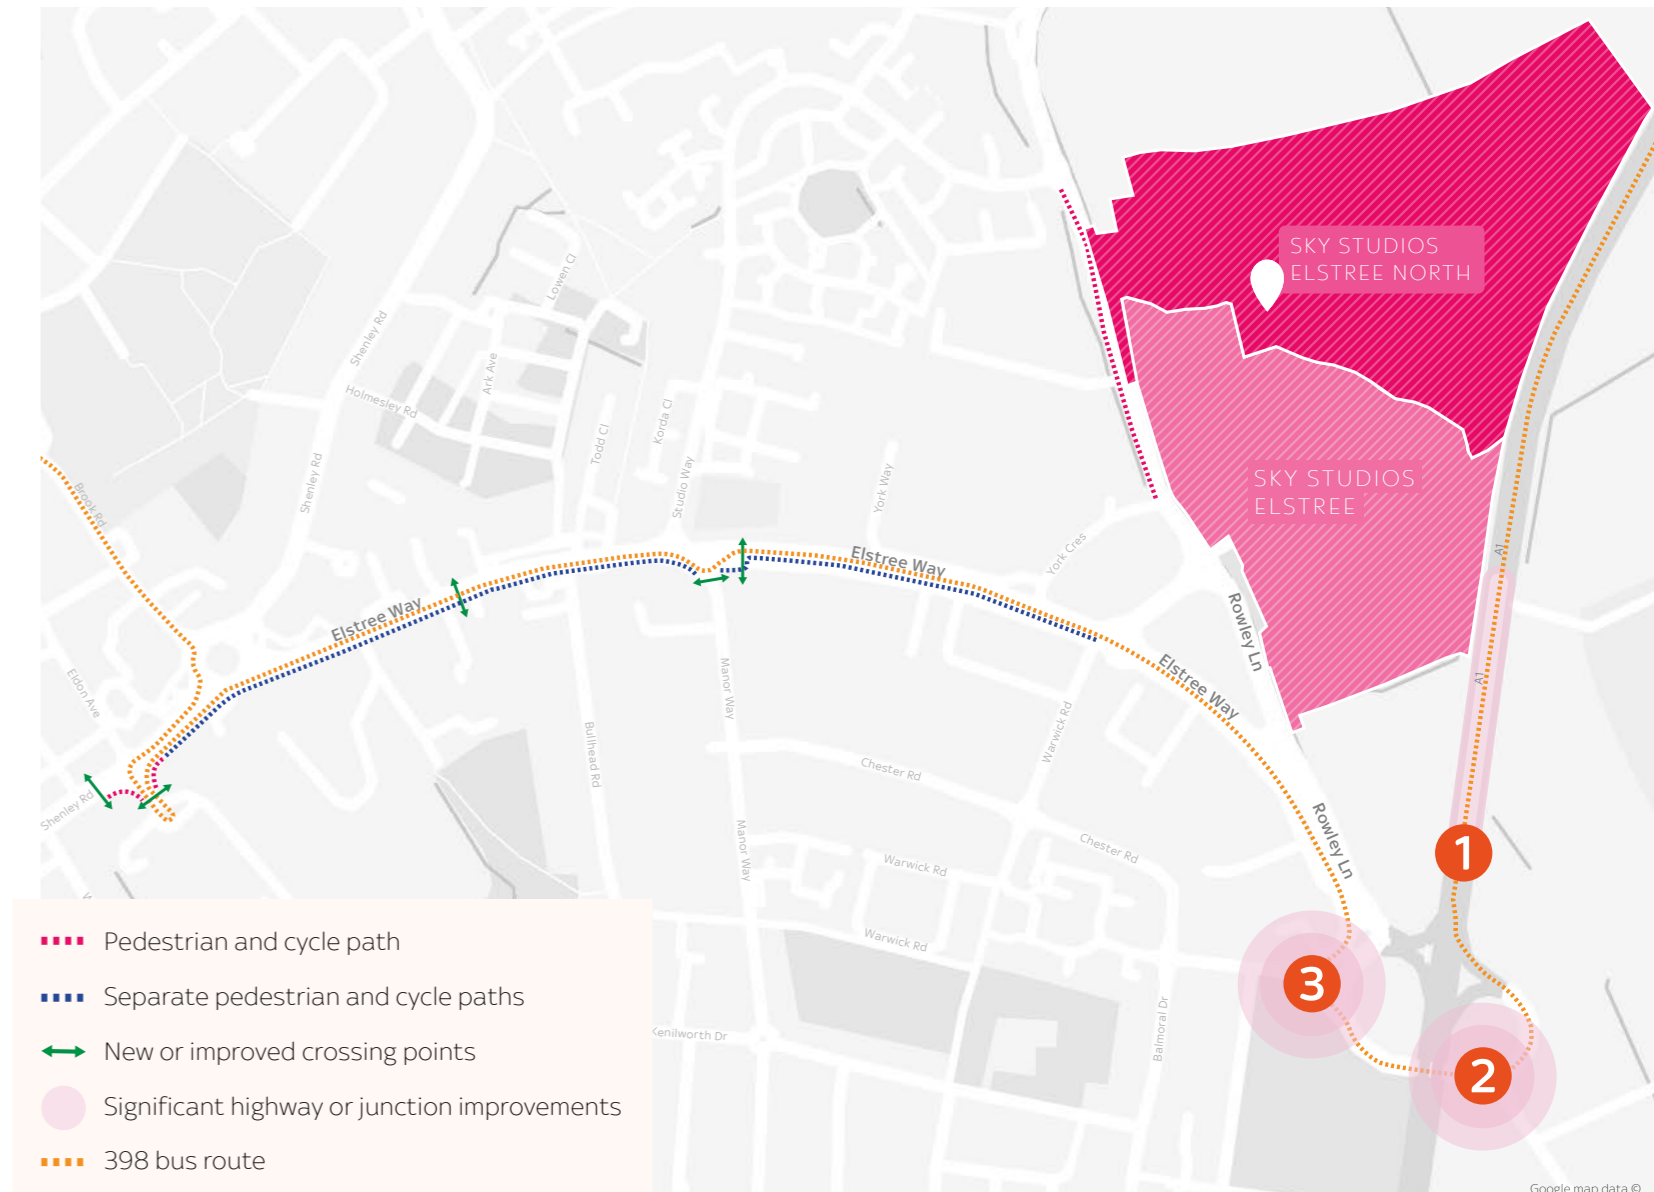 SKY STUDIOS
ELSTREE NORTH
SKY STUDIOS
ELSTREE
Lowen Cl
Shenley Rd
Ark Ave
Holmesley Rd
Todd Cl
Korda Cl
Studio Way
York Way
Shenley Rd
Brook Rd
Elstree Way
York Cres
A1
Elstree Way
Rowley Ln
Elstree Way
A1
Eldon Ave
Manor Way
Bullhead Rd
Warwick Rd
Chester Rd
Shenley Rd
Rowley Ln
Manor Way
Chester Rd
Warwick Rd
1
Warwick Rd
3
Balmoral Dr
Kenilworth Dr
2
Pedestrian and cycle path
Separate pedestrian and cycle paths
New or improved crossing points
Significant highway or junction improvements
398 bus route
Google map data ©